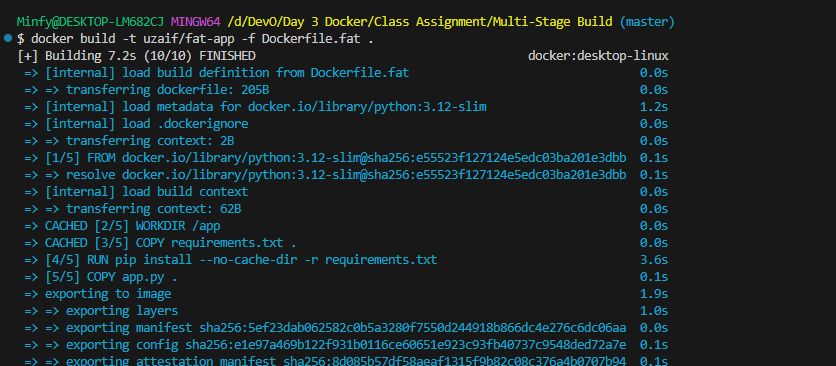 Minfy@DESKTOP-LM682CJ MINGW64 /d/DevO/Day 3 Docker/Class Assignment/Multi-Stage Build (master)
$ docker build -t uzaif/fat-app -f Dockerfile.fat .
[+] Building 7.2s (10/10) FINISHED docker:desktop-linux
=> [internal] load build definition from Dockerfile.fat 0.0s
=> => transferring dockerfile: 205B 0.0s
=> [internal] load metadata for docker.io/library/python:3.12-slim 1.2s
=> [internal] load .dockerignore 0.0s
=> => transferring context: 2B 0.0s
=> [1/5] FROM docker.io/library/python:3.12-slim@sha256:e55523f127124e5edc03ba201e3dbb 0.1s
=> => resolve docker.io/library/python:3.12-slim@sha256:e55523f127124e5edc03ba201e3dbb 0.1s
=> [internal] load build context 0.0s
=> => transferring context: 62B 0.0s
=> CACHED [2/5] WORKDIR /app 0.0s
=> CACHED [3/5] COPY requirements.txt . 0.0s
=> [4/5] RUN pip install --no-cache-dir -r requirements.txt 3.6s
=> [5/5] COPY app.py . 0.1s
=> exporting to image 1.9s
=> => exporting layers 1.0s
=> => exporting manifest sha256:5ef23dab062582c0b5a3280f7550d244918b866dc4e276c6dc06aa 0.0s
=> => exporting config sha256:e1e97a469b122f931b0116ce60651e923c93fb40737c9548ded72a7e 0.1s
=> => exporting attestation manifest sha256:8d085b57df58aeaf1315f9b82c08c376a4b0707b94 0.1s